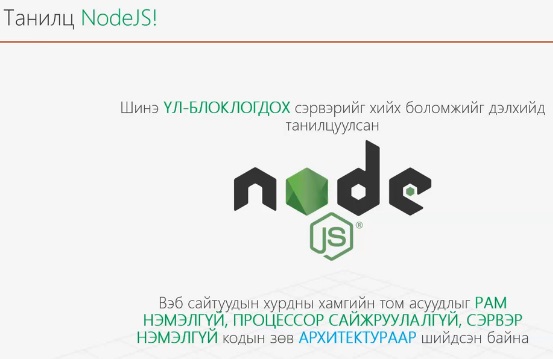 Танилц NodeJS!
Шинэ ҮЛ-БЛОКЛОГДОХ сэрвэрийг хийх боломжийг дэлхийд
танилцуулсан
node
JS®
Вэб сайтуудын хурдны хамгийн том асуудлыг РАМ
НЭМЭЛГҮЙ, ПРОЦЕССОР САЙЖРУУЛАЛГҮЙ, СЭРВЭР
НЭМЭЛГҮЙ кодын зөв АРХИТЕКТУРААР шийдсэн байна